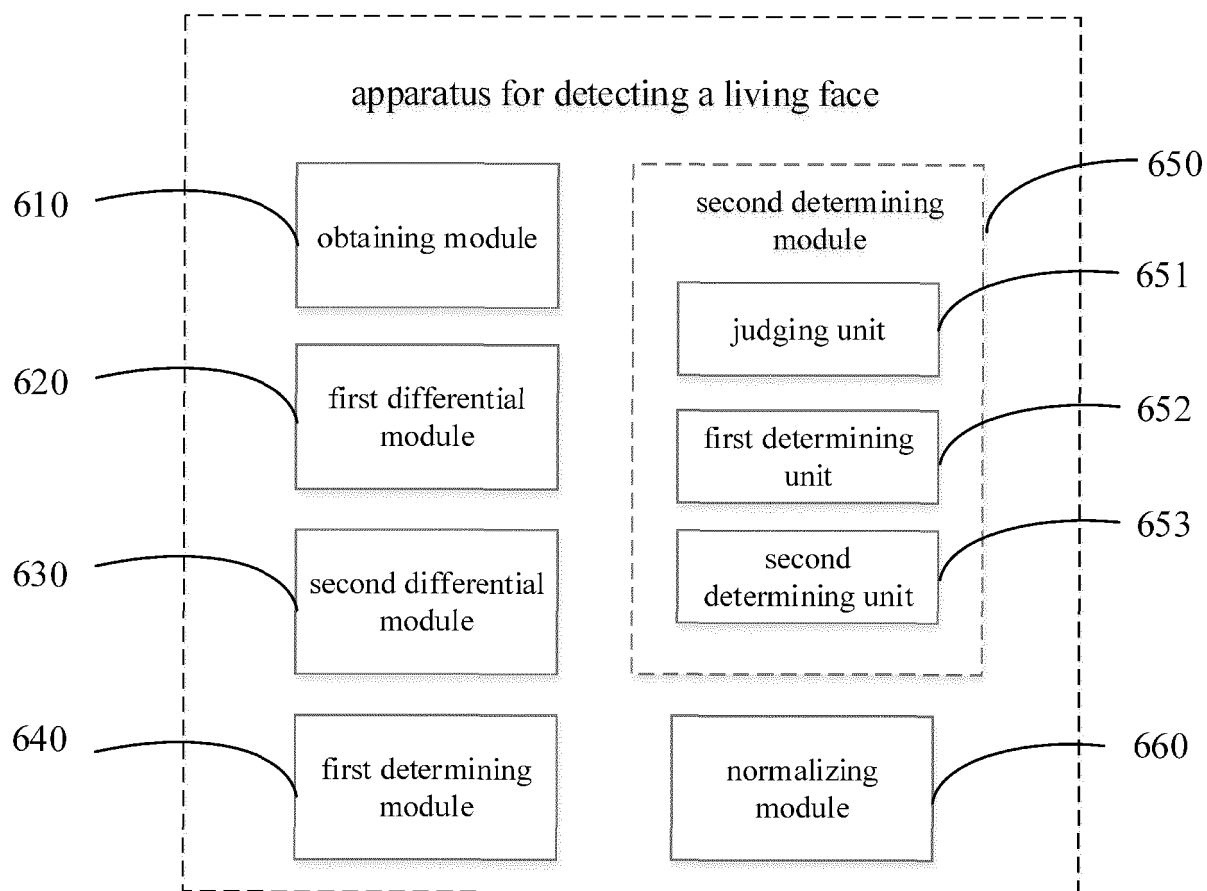 apparatus for detecting a living face
610
obtaining module
620
first differential
module
630
second differential
module
640
first determining
module
650
second determining
module
651
judging unit
652
first determining
unit
653
second
determining unit
660
normalizing
module